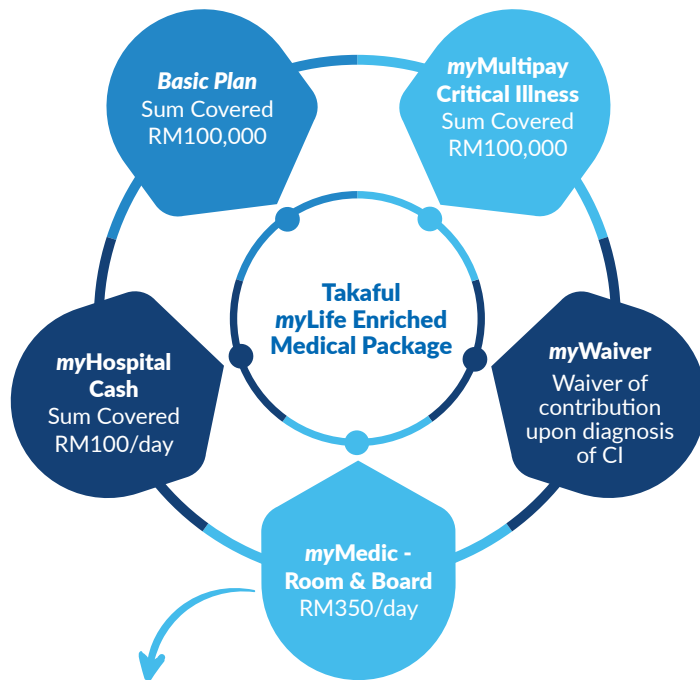 Basic Plan
Sum Covered
RM100,000
myMultipay
Critical Illness
Sum Covered
RM100,000
Takaful
myLife Enriched
Medical Package
myHospital
Cash
Sum Covered
RM100/day
myWaiver
Waiver of
contribution
upon diagnosis
of CI
myMedic -
Room & Board
RM350/day